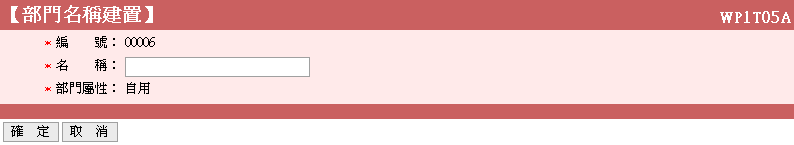 【部門名稱建置】 WP1T05A
* 編　號： 00006
* 名　稱：
* 部門屬性： 自用
確 定 取 消